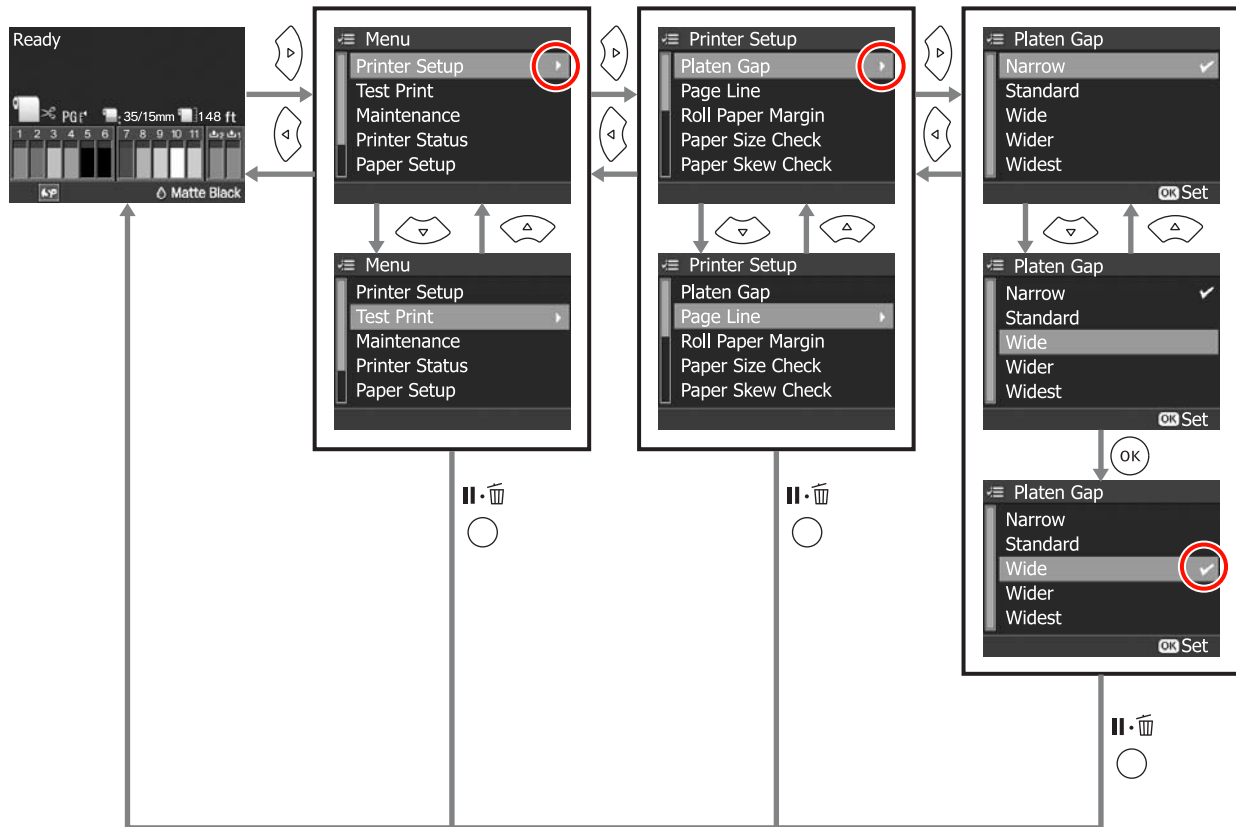 Ready
PG
35/15mm
148 ft
1 2 3 4 5 6 7 8 9 10 11 2 1
Matte Black
Menu
Printer Setup
Test Print
Maintenance
Printer Status
Paper Setup
Menu
Printer Setup
Test Print
Maintenance
Printer Status
Paper Setup
Printer Setup
Platen Gap
Page Line
Roll Paper Margin
Paper Size Check
Paper Skew Check
Printer Setup
Platen Gap
Page Line
Roll Paper Margin
Paper Size Check
Paper Skew Check
Platen Gap
Narrow
Standard
Wide
Wider
Widest
OK Set
Platen Gap
Narrow
Standard
Wide
Wider
Widest
OK Set
OK
Platen Gap
Narrow
Standard
Wide
Wider
Widest
OK Set